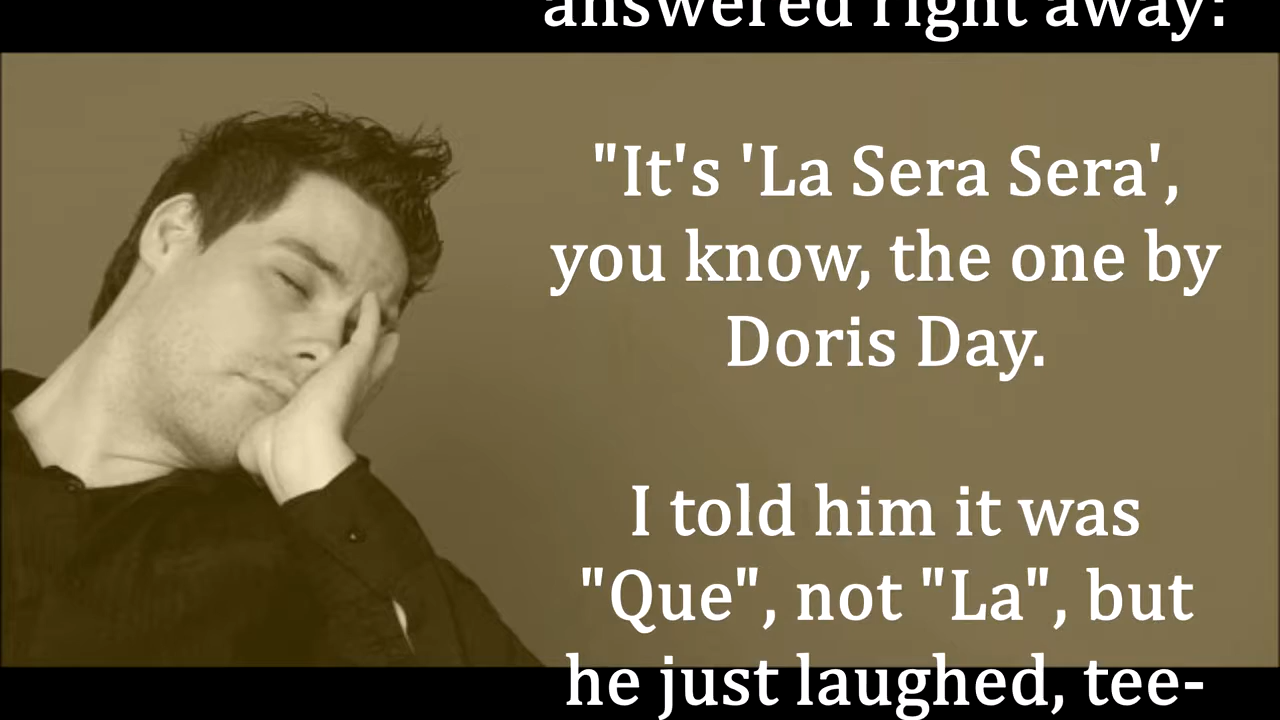 answered right away:
"It's 'La Sera Sera',
you know, the one by
Doris Day.
I told him it was
"Que", not "La", but
he just laughed, tee-